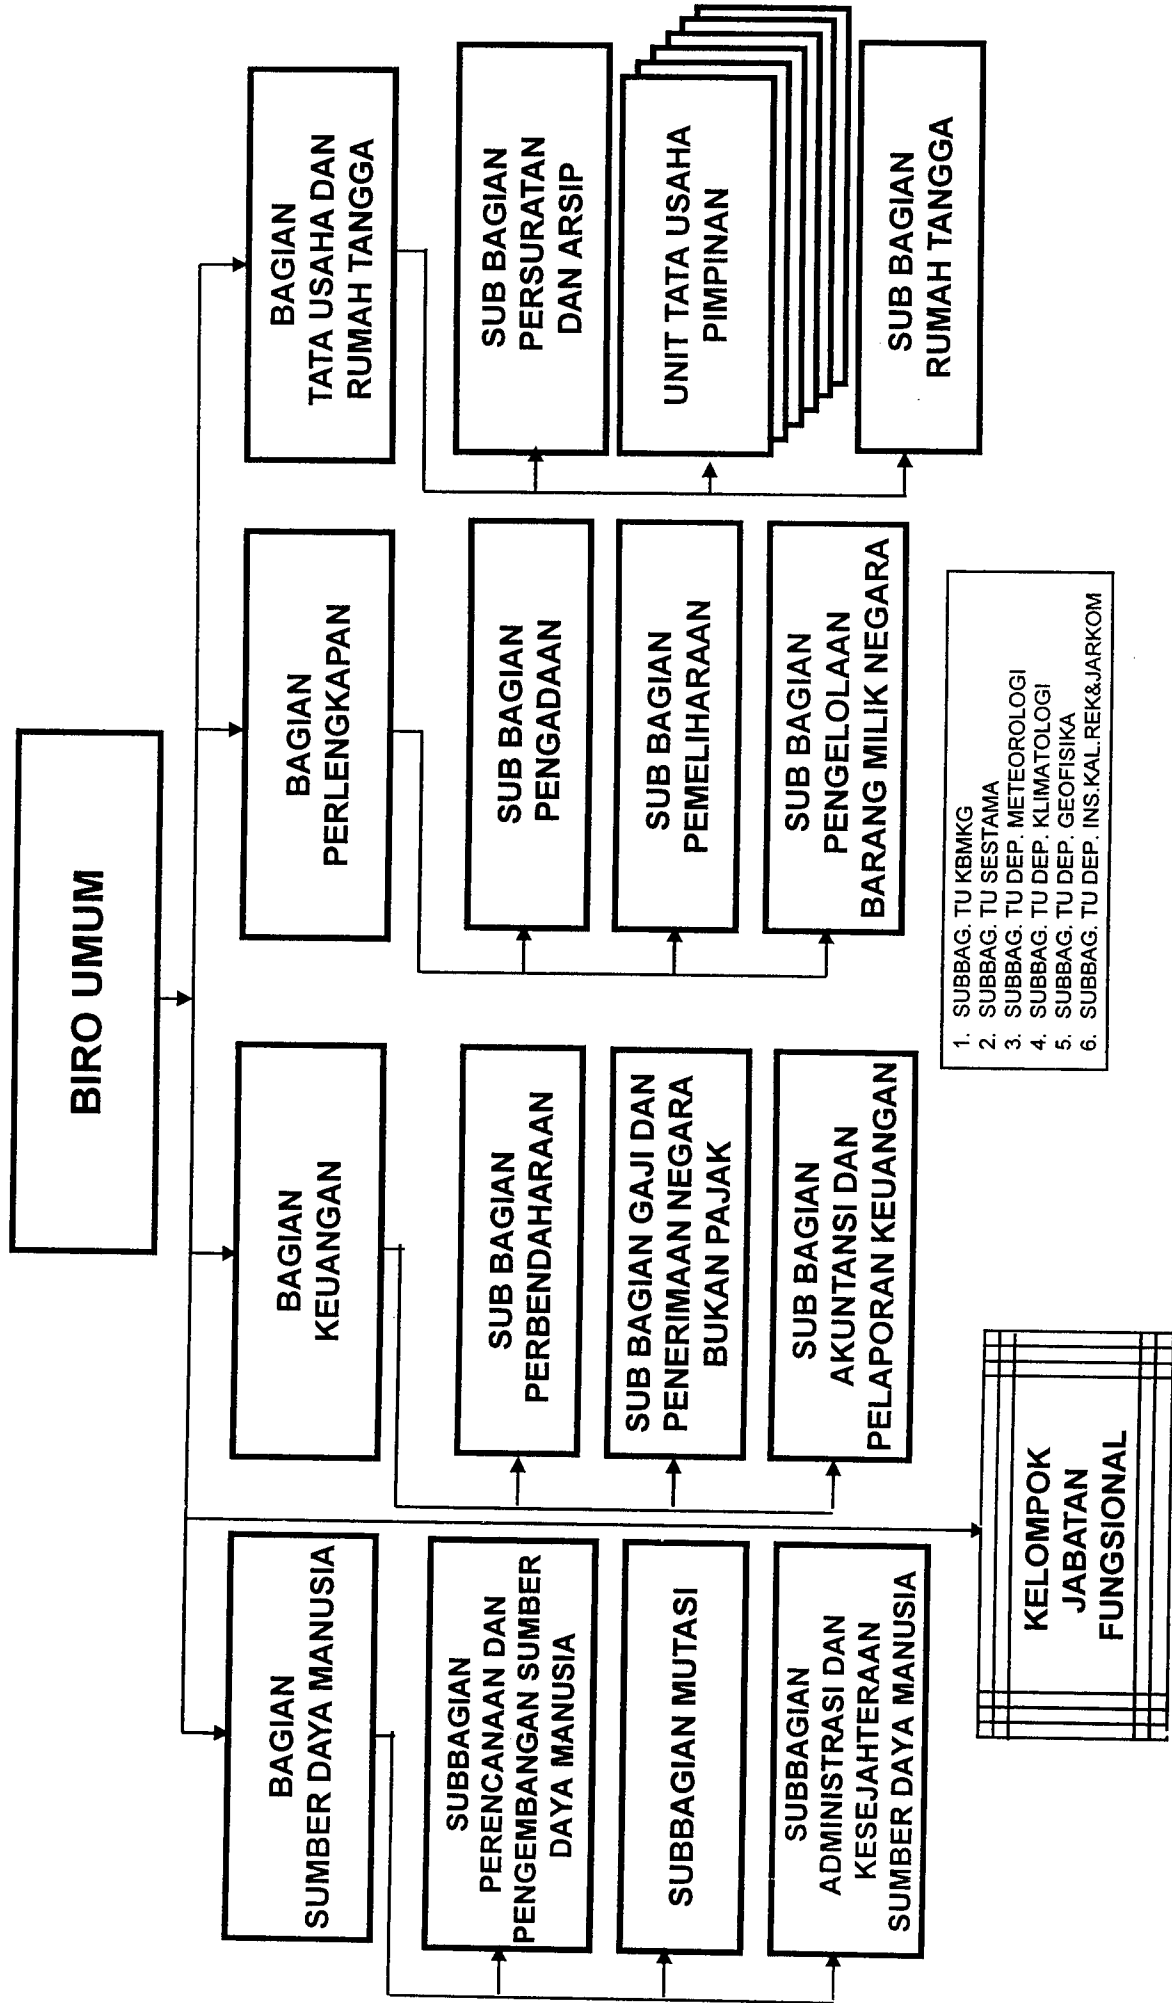 BIRO UMUM
BAGIAN
SUMBER DAYA MANUSIA
SUBBAGIAN
PERENCANAAN DAN
PENGEMBANGAN SUMBER
DAYA MANUSIA
SUBBAGIAN MUTASI
SUBBAGIAN
ADMINISTRASI DAN
KESEJAHTERAAN
SUMBER DAYA MANUSIA
BAGIAN
KEUANGAN
SUB BAGIAN
PERBENDAHARAAN
SUB BAGIAN GAJI DAN
PENERIMAAN NEGARA
BUKAN PAJAK
SUB BAGIAN
AKUNTANSI DAN
PELAPORAN KEUANGAN
BAGIAN
PERLENGKAPAN
SUB BAGIAN
PENGADAAN
SUB BAGIAN
PEMELIHARAAN
SUB BAGIAN
PENGELOLAAN
BARANG MILIK NEGARA
BAGIAN
TATA USAHA DAN
RUMAH TANGGA
SUB BAGIAN
PERSURATAN
DAN ARSIP
UNIT TATA USAHA
PIMPINAN
SUB BAGIAN
RUMAH TANGGA
KELOMPOK
JABATAN
FUNGSIONAL
1. SUBBAG. TU KBMKG
2. SUBBAG. TU SESTAMA
3. SUBBAG. TU DEP. METEOROLOGI
4. SUBBAG. TU DEP. KLIMATOLOGI
5. SUBBAG. TU DEP. GEOFISIKA
6. SUBBAG. TU DEP. INS.KAL.REK&JARKOM